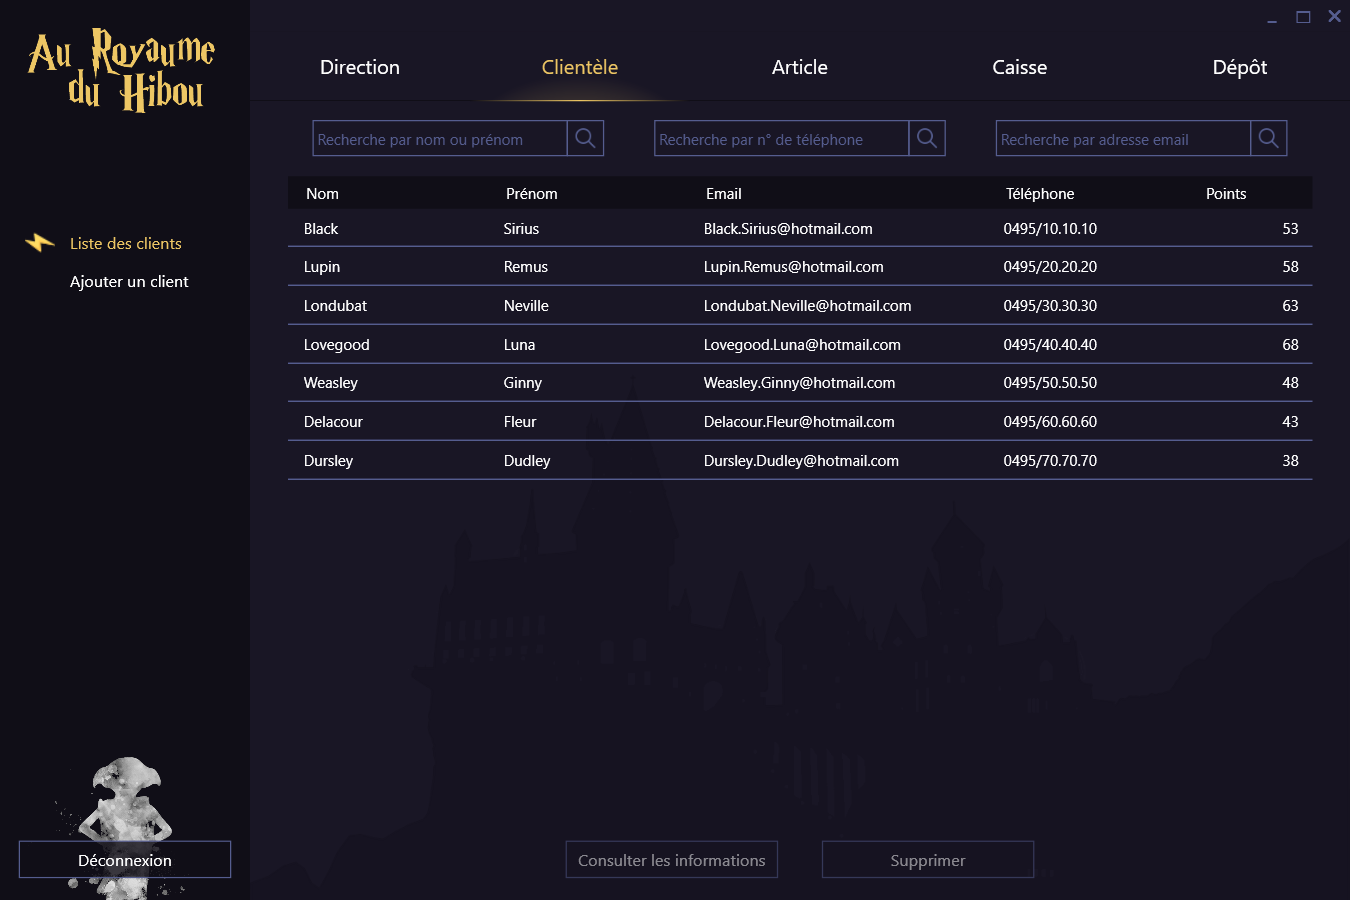 Au Royaume
du Hibou
Direction Clientèle Article Caisse Dépôt
Recherche par nom ou prénom Recherche par n° de téléphone Recherche par adresse email
Nom Prénom Email Téléphone Points
Black Sirius Black.Sirius@hotmail.com 0495/10.10.10 53
Liste des clients
Lupin Remus Lupin.Remus@hotmail.com 0495/20.20.20 58
Ajouter un client
Londubat Neville Londubat.Neville@hotmail.com 0495/30.30.30 63
Lovegood Luna Lovegood.Luna@hotmail.com 0495/40.40.40 68
Weasley Ginny Weasley.Ginny@hotmail.com 0495/50.50.50 48
Delacour Fleur Delacour.Fleur@hotmail.com 0495/60.60.60 43
Dursley Dudley Dursley.Dudley@hotmail.com 0495/70.70.70 38
Déconnexion Consulter les informations Supprimer